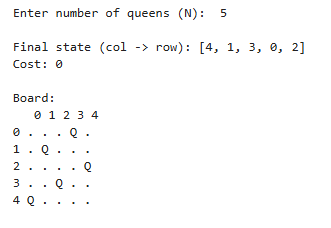 Enter number of queens (N):  5
Final state (col -> row): [4, 1, 3, 0, 2]
Cost: 0
Board:
   0 1 2 3 4
0 . . . Q .
1 . Q . . .
2 . . . . Q
3 . . Q . .
4 Q . . . .